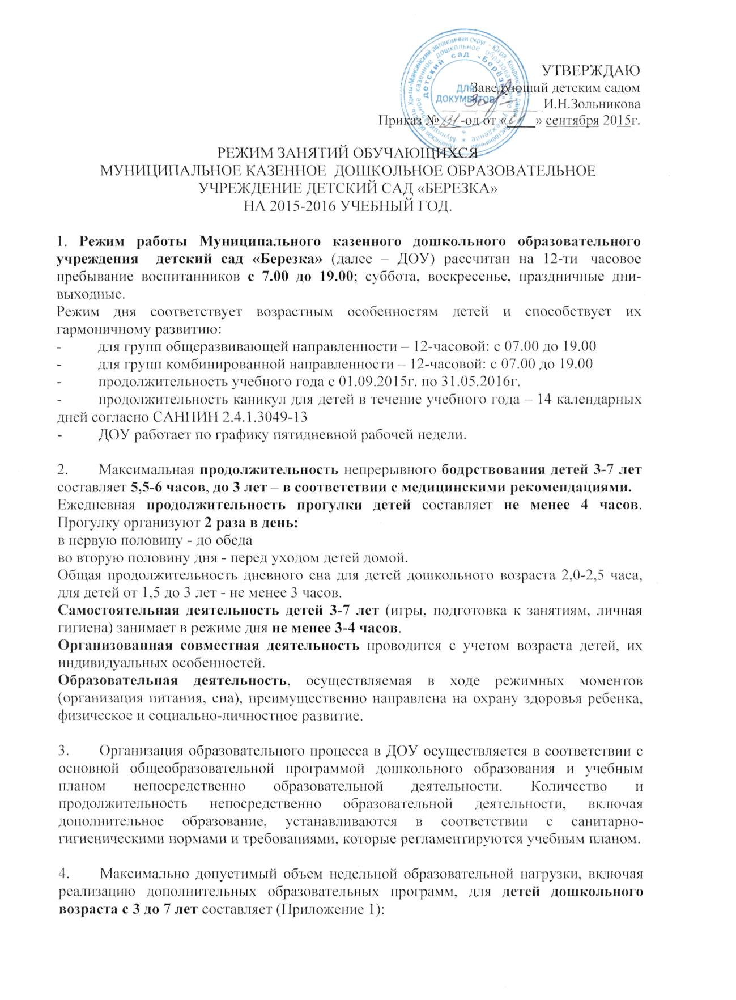 УТВЕРЖДАЮ
Заведующий детским садом
____________И.Н.Зольникова
Приказ № 131 -од от «___» сентября 2015г.
ДЛЯ
ДОКУМЕНТОВ
детский сад «Берёзка»
РЕЖИМ ЗАНЯТИЙ ОБУЧАЮЩИХСЯ
МУНИЦИПАЛЬНОЕ КАЗЕННОЕ ДОШКОЛЬНОЕ ОБРАЗОВАТЕЛЬНОЕ
УЧРЕЖДЕНИЕ ДЕТСКИЙ САД «БЕРЕЗКА»
НА 2015-2016 УЧЕБНЫЙ ГОД.
1. Режим работы Муниципального казенного дошкольного образовательного
учреждения детский сад «Березка» (далее – ДОУ) рассчитан на 12-ти часовое
пребывание воспитанников с 7.00 до 19.00; суббота, воскресенье, праздничные дни-
выходные.
Режим дня соответствует возрастным особенностям детей и способствует их
гармоничному развитию:
- для групп общеразвивающей направленности – 12-часовой: с 07.00 до 19.00
- для групп комбинированной направленности – 12-часовой: с 07.00 до 19.00
- продолжительность учебного года с 01.09.2015г. по 31.05.2016г.
- продолжительность каникул для детей в течение учебного года – 14 календарных
дней согласно САНПИН 2.4.1.3049-13
- ДОУ работает по графику пятидневной рабочей недели.
2. Максимальная продолжительность непрерывного бодрствования детей 3-7 лет
составляет 5,5-6 часов, до 3 лет – в соответствии с медицинскими рекомендациями.
Ежедневная продолжительность прогулки детей составляет не менее 4 часов.
Прогулку организуют 2 раза в день:
в первую половину - до обеда
во вторую половину дня - перед уходом детей домой.
Общая продолжительность дневного сна для детей дошкольного возраста 2,0-2,5 часа,
для детей от 1,5 до 3 лет - не менее 3 часов.
Самостоятельная деятельность детей 3-7 лет (игры, подготовка к занятиям, личная
гигиена) занимает в режиме дня не менее 3-4 часов.
Организованная совместная деятельность проводится с учетом возраста детей, их
индивидуальных особенностей.
Образовательная деятельность, осуществляемая в ходе режимных моментов
(организация питания, сна), преимущественно направлена на охрану здоровья ребенка,
физическое и социально-личностное развитие.
3. Организация образовательного процесса в ДОУ осуществляется в соответствии с
основной общеобразовательной программой дошкольного образования и учебным
планом непосредственно образовательной деятельности. Количество и
продолжительность непосредственно образовательной деятельности, включая
дополнительное образование, устанавливаются в соответствии с санитарно-
гигиеническими нормами и требованиями, которые регламентируются учебным планом.
4. Максимально допустимый объем недельной образовательной нагрузки, включая
реализацию дополнительных образовательных программ, для детей дошкольного
возраста с 3 до 7 лет составляет (Приложение 1):